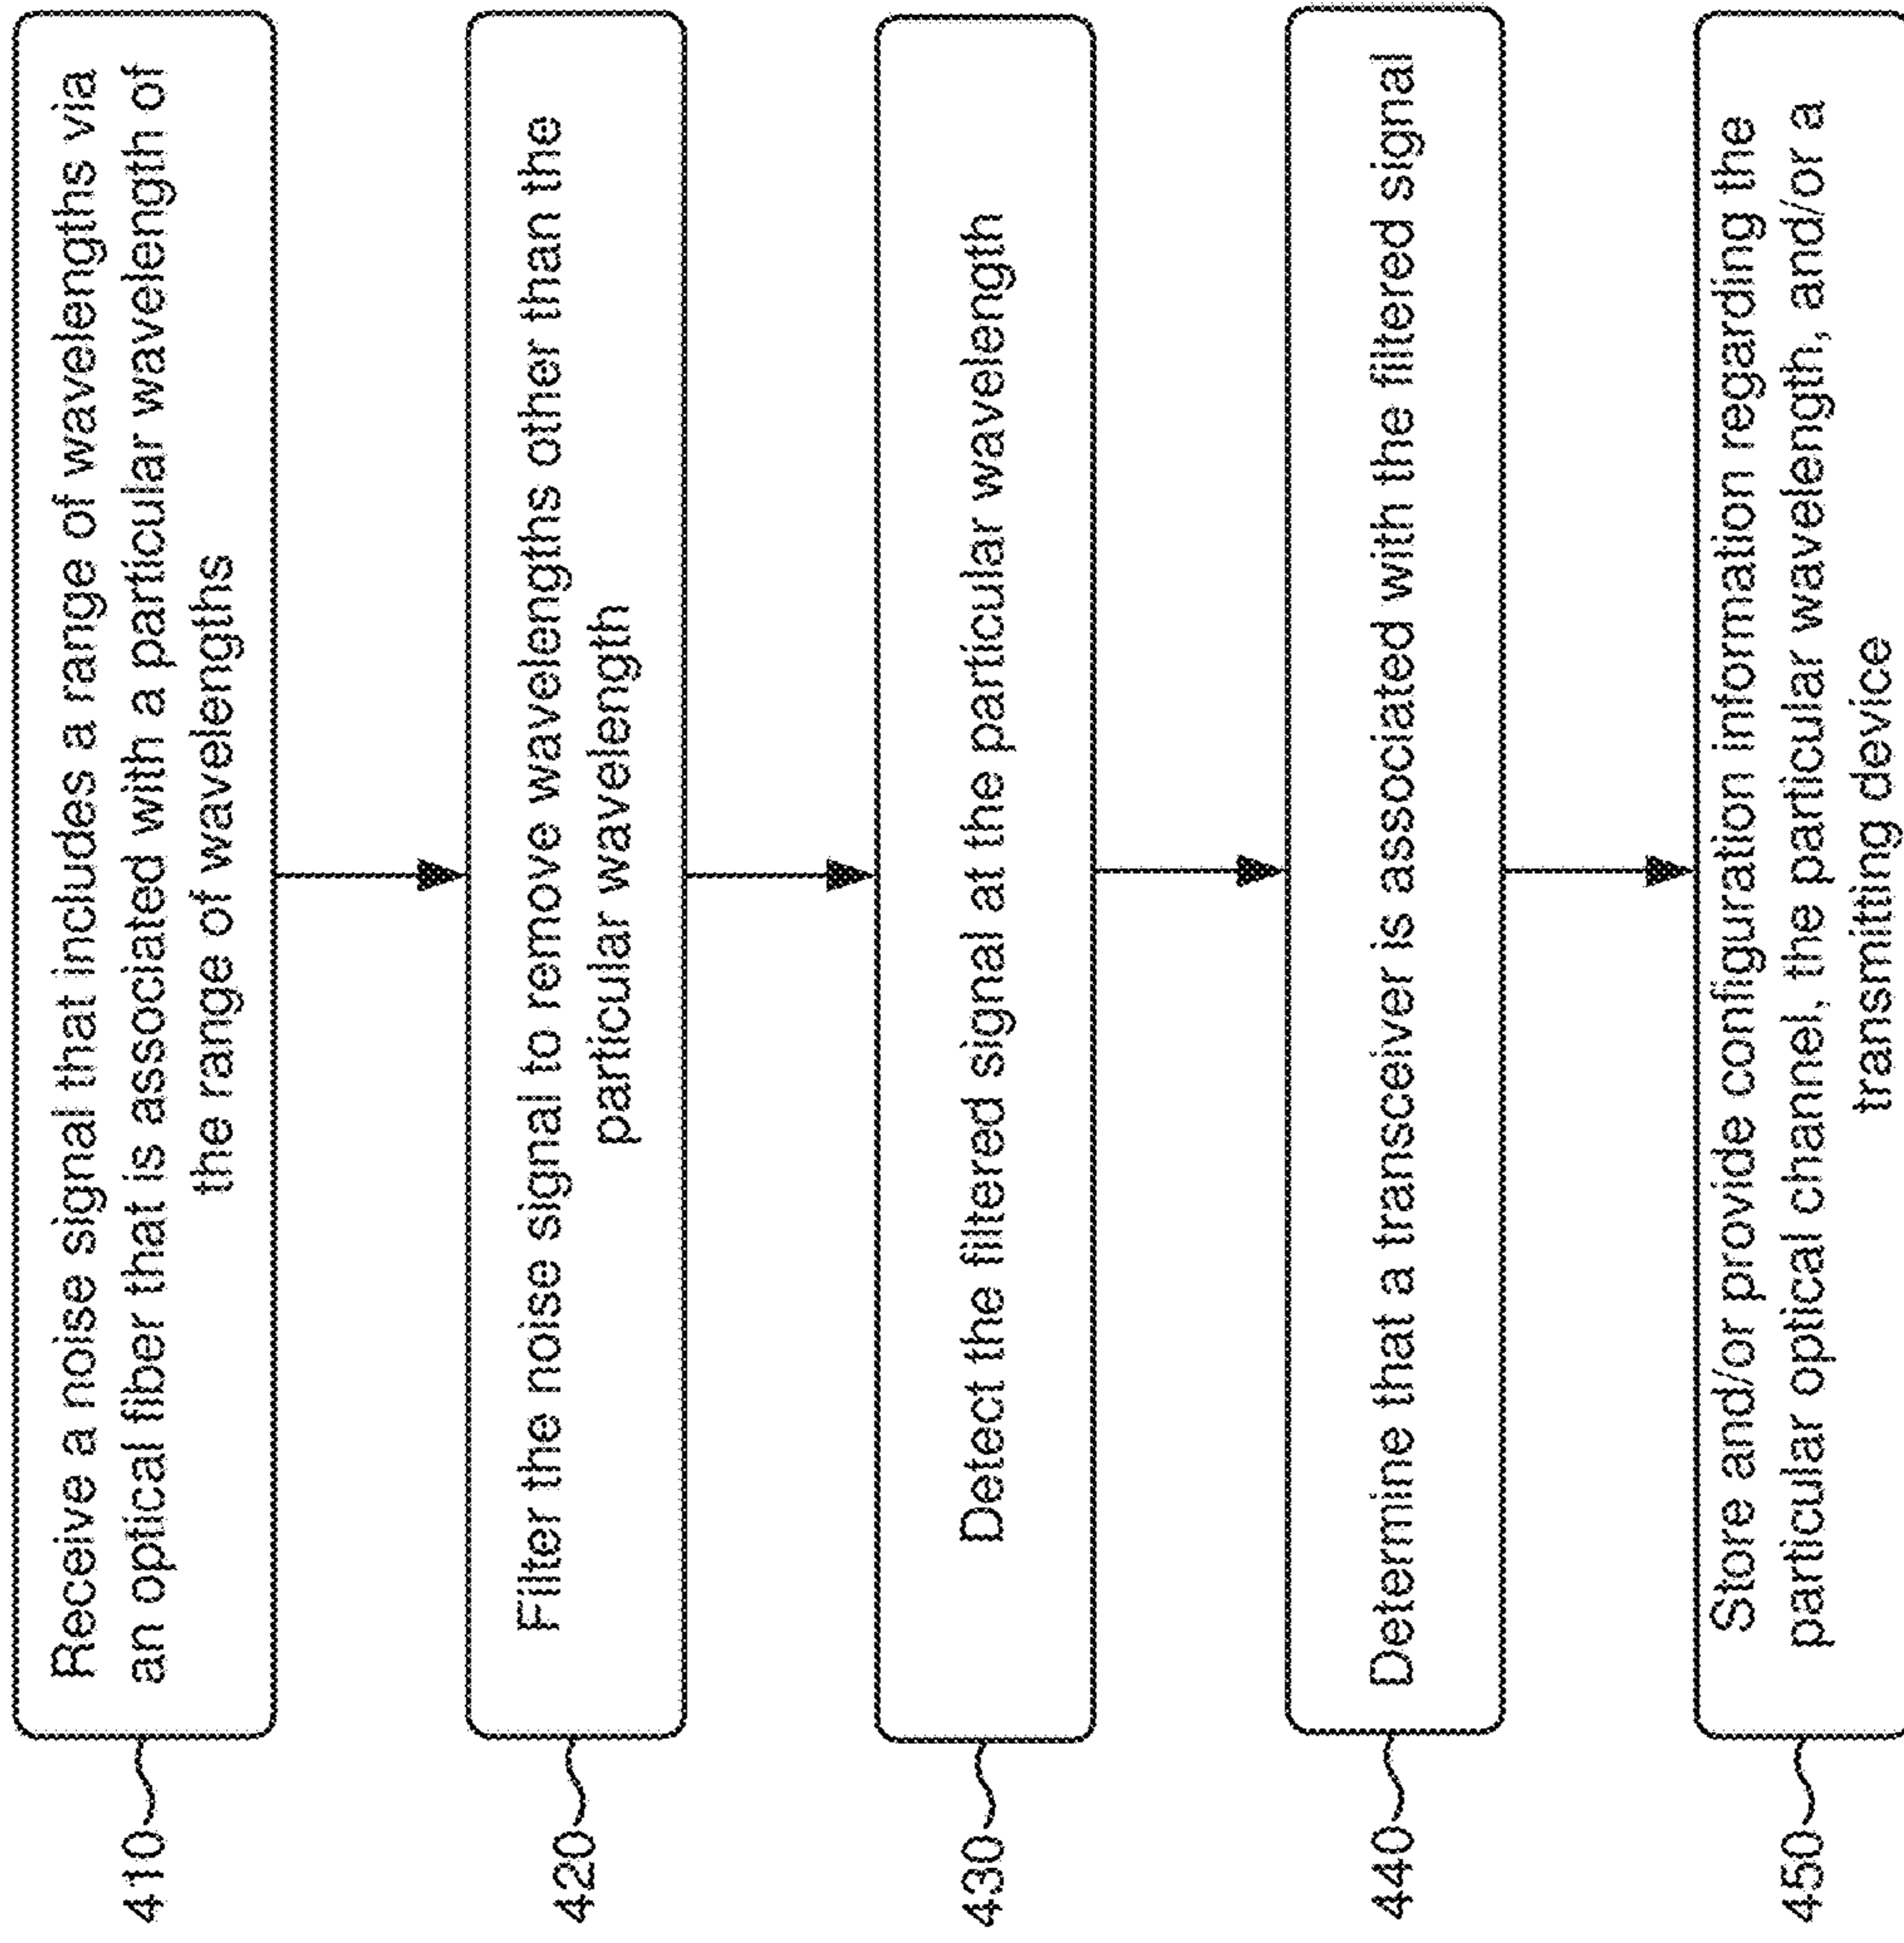 410
Receive a noise signal that includes a range of wavelengths via
an optical fiber that is associated with a particular wavelength of
the range of wavelengths
420
Filter the noise signal to remove wavelengths other than the
particular wavelength
430
Detect the filtered signal at the particular wavelength
440
Determine that a transceiver is associated with the filtered signal
450
Store and/or provide configuration information regarding the
particular optical channel, the particular wavelength, and/or a
transmitting device